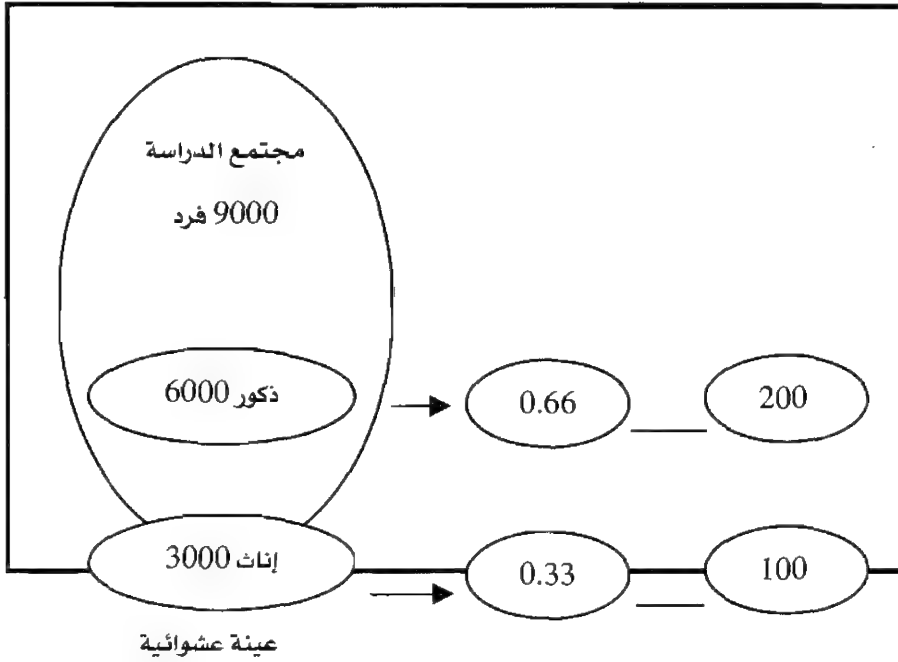 مجتمع الدراسة
9000 فرد
ذكور 6000
0.66
200
إناث 3000
0.33
100
عينة عشوائية